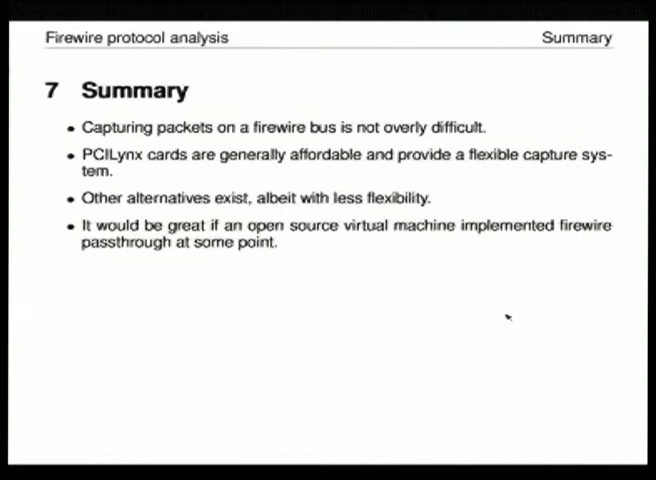 Firewire protocol analysis Summary
7 Summary
• Capturing packets on a firewire bus is not overly difficult.
• PCILynx cards are generally affordable and provide a flexible capture sys-
tem.
• Other alternatives exist, albeit with less flexibility.
• It would be great if an open source virtual machine implemented firewire
passthrough at some point.